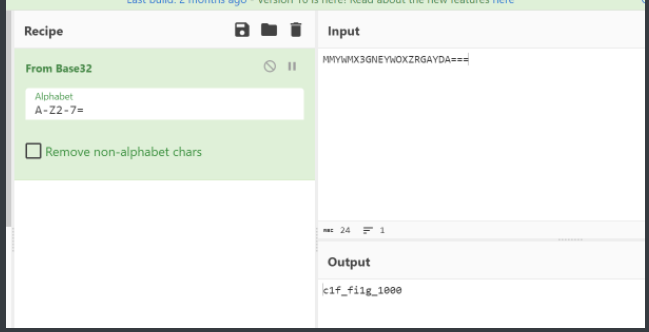 Last build: 2 months ago - Version 10 is here! Read about the new features here
Recipe
From Base32
Alphabet
A-Z2-7=
Remove non-alphabet chars
Input
MMYWMX3GNEYWOXZRGAYDA===
24 1
Output
c1f_fi1g_1000